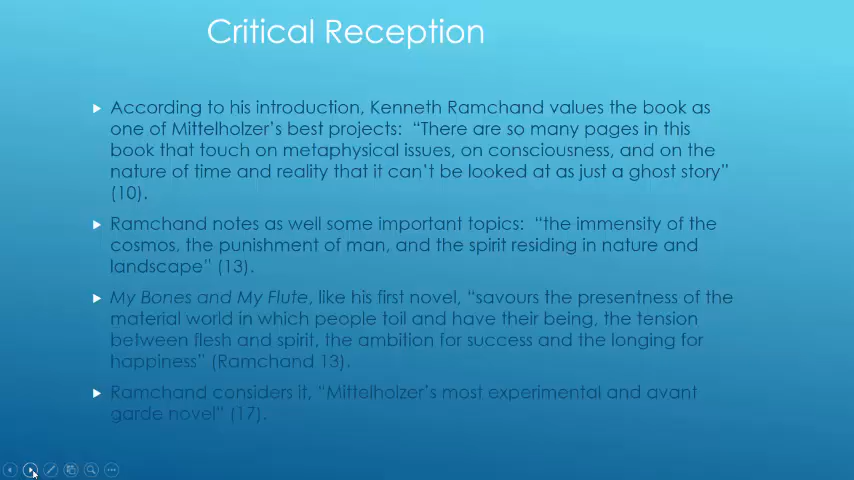 Critical Reception
According to his introduction, Kenneth Ramchand values the book as
one of Mittelholzer’s best projects:  “There are so many pages in this
book that touch on metaphysical issues, on consciousness, and on the
nature of time and reality that it can’t be looked at as just a ghost story”
(10).
Ramchand notes as well some important topics:  “the immensity of the
cosmos, the punishment of man, and the spirit residing in nature and
landscape” (13).
My Bones and My Flute, like his first novel, “savours the presentness of the
material world in which people toil and have their being, the tension
between flesh and spirit, the ambition for success and the longing for
happiness” (Ramchand 13).
Ramchand considers it, “Mittelholzer’s most experimental and avant
garde novel” (17).